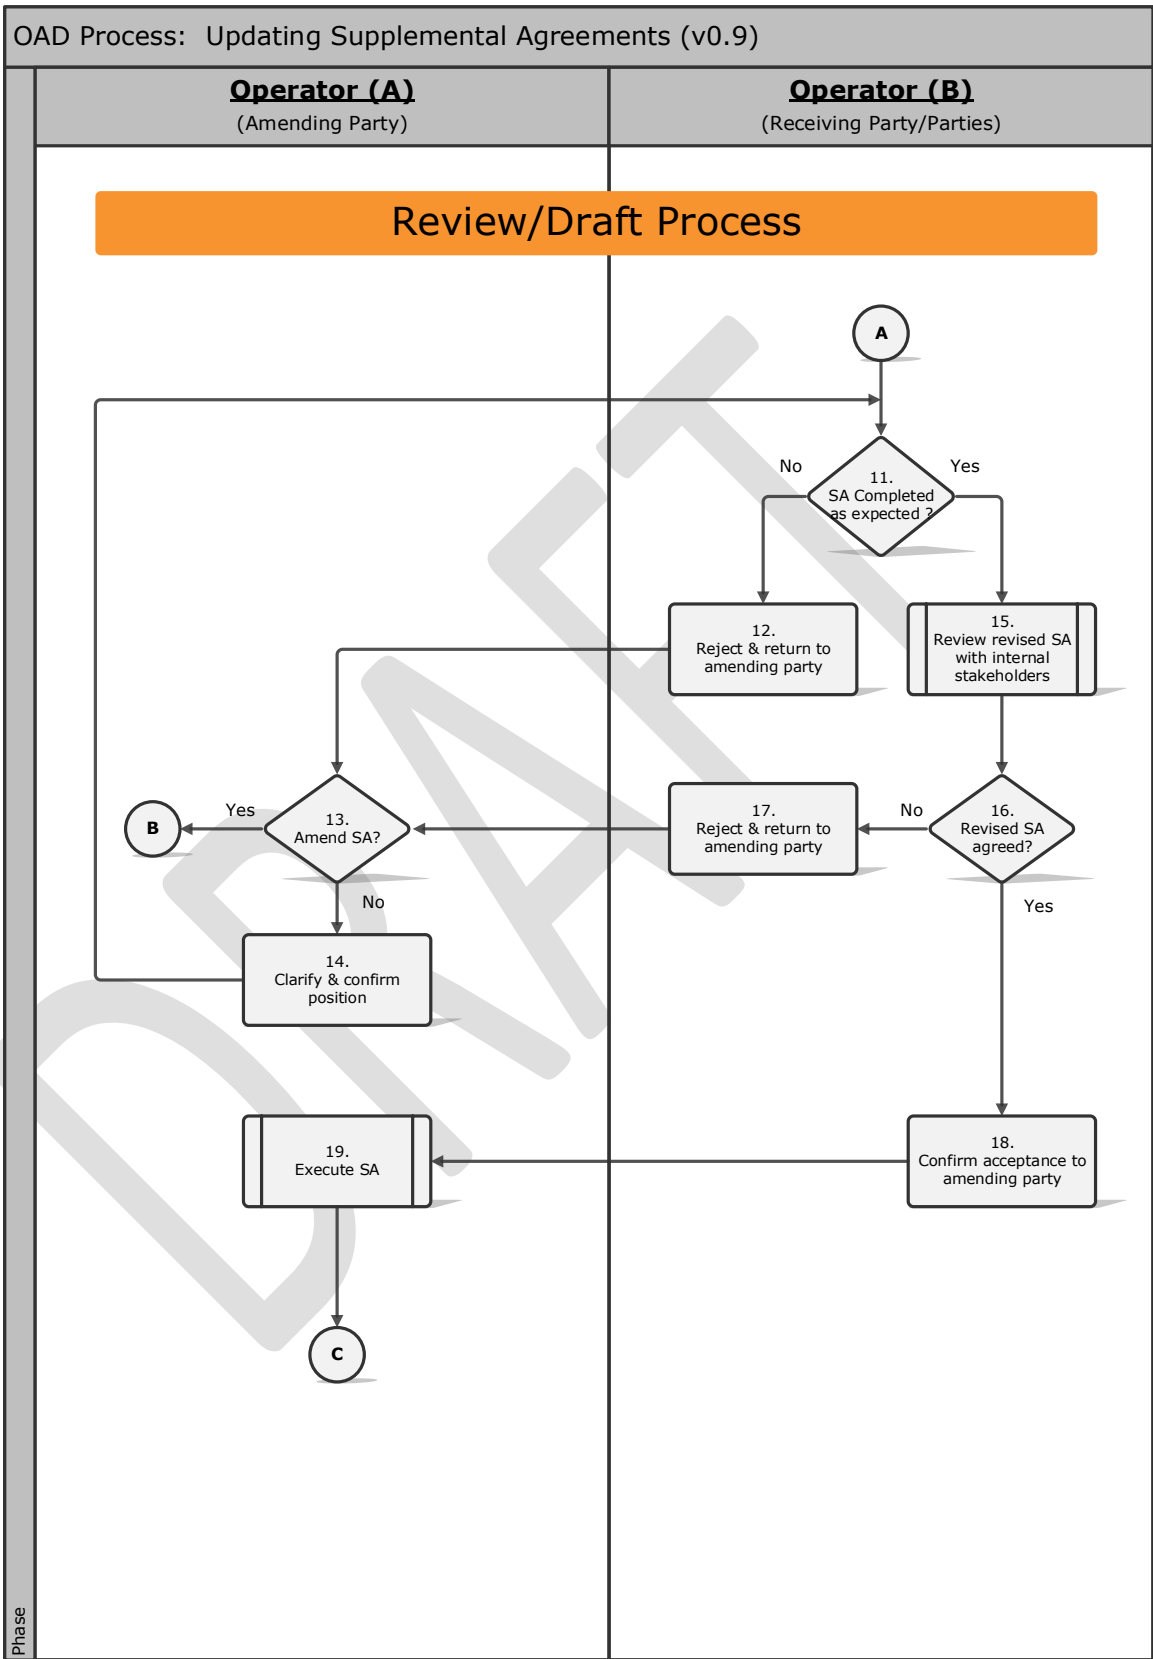 OAD Process: Updating Supplemental Agreements (v0.9)
Operator (A)
(Amending Party)
Operator (B)
(Receiving Party/Parties)
Review/Draft Process
A
No
Yes
11.
SA Completed
as expected ?
12.
Reject & return to
amending party
15.
Review revised SA
with internal
stakeholders
B
Yes
13.
Amend SA?
No
17.
Reject & return to
amending party
No
16.
Revised SA
agreed?
Yes
14.
Clarify & confirm
position
19.
Execute SA
18.
Confirm acceptance to
amending party
C
Phase
DRAFT